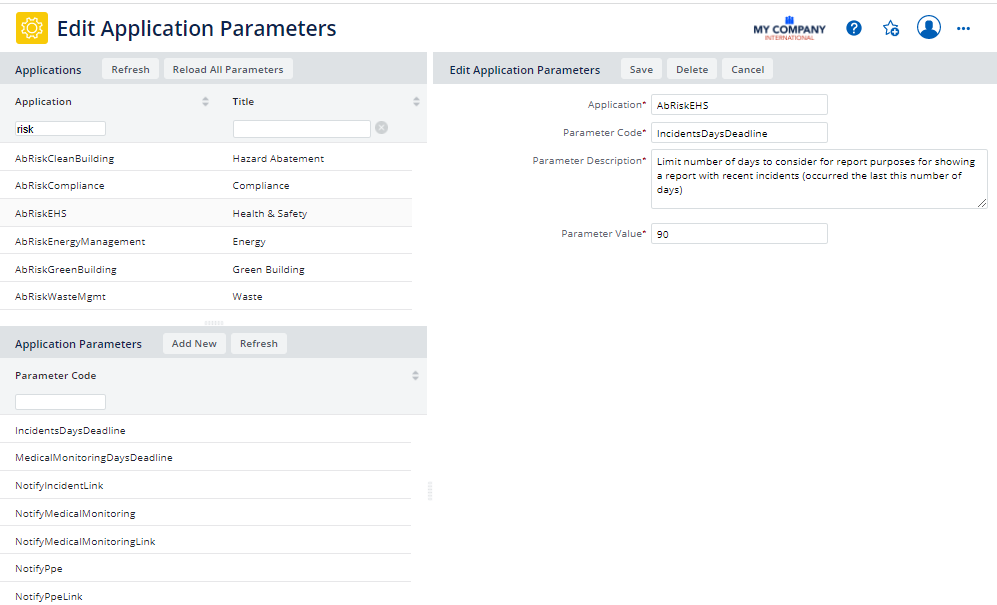 Edit Application Parameters
MY COMPANY
INTERNATIONAL
Applications Refresh Reload All Parameters
Application Title
risk
AbRiskCleanBuilding Hazard Abatement
AbRiskCompliance Compliance
AbRiskEHS Health & Safety
AbRiskEnergyManagement Energy
AbRiskGreenBuilding Green Building
AbRiskWasteMgmt Waste
Application Parameters Add New Refresh
Parameter Code
IncidentsDaysDeadline
MedicalMonitoringDaysDeadline
NotifyIncidentLink
NotifyMedicalMonitoring
NotifyMedicalMonitoringLink
NotifyPpe
NotifyPpeLink
Edit Application Parameters Save Delete Cancel
Application* AbRiskEHS
Parameter Code* IncidentsDaysDeadline
Parameter Description* Limit number of days to consider for report purposes for showing
a report with recent incidents (occurred the last this number of
days)
Parameter Value* 90